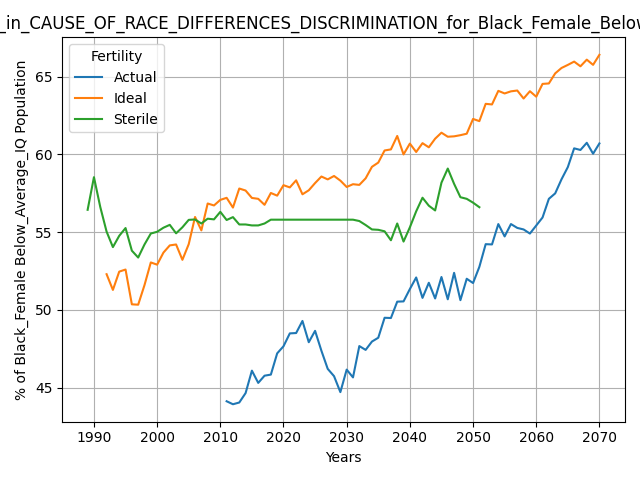 _in_CAUSE_OF_RACE_DIFFERENCES_DISCRIMINATION_for_Black_Female_Below
Fertility
Actual
Ideal
Sterile
% of Black_Female Below_Average_IQ Population
65
60
55
50
45
1990 2000 2010 2020 2030 2040 2050 2060 2070
Years